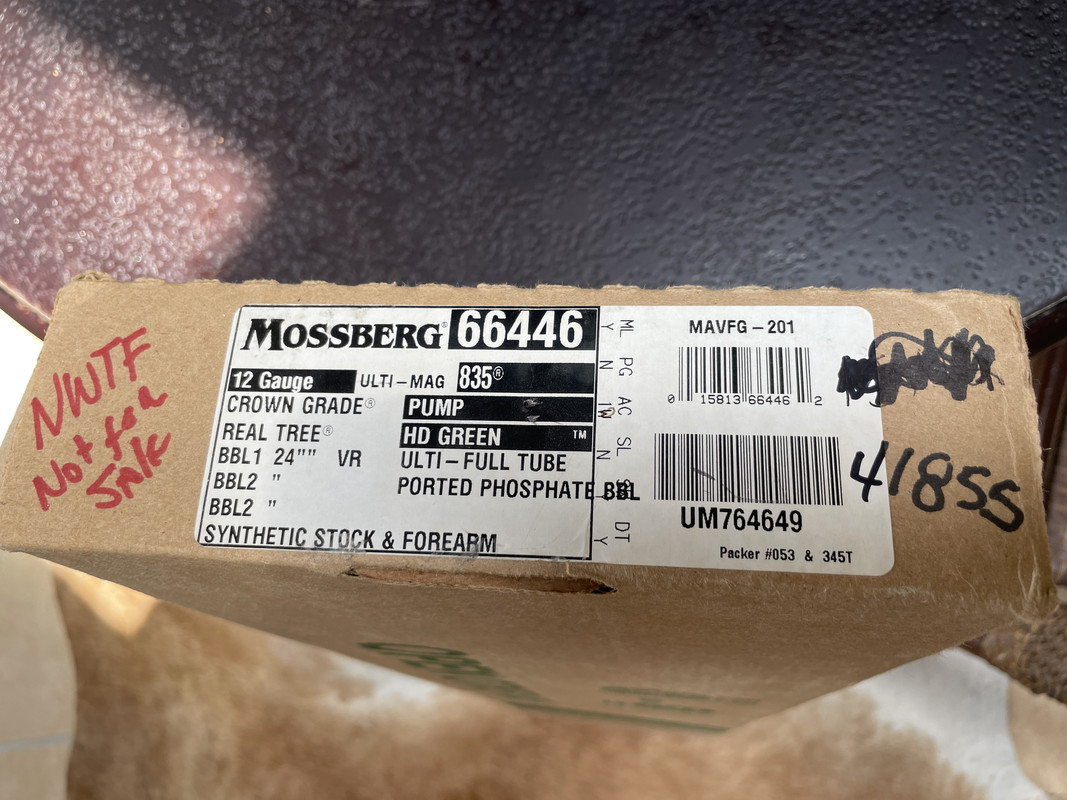 NWTF
Not for
Sale
MOSSBERG® 66446
12 Gauge ULTI-MAG 835®
CROWN GRADE® PUMP
REAL TREE® HD GREEN ™
BBL1 24"" VR ULTI-FULL TUBE
BBL2 " PORTED PHOSPHATE BBL
BBL2 "
SYNTHETIC STOCK & FOREARM
ML PG AC SL DT
Y N N Y
MAVFG-201
0 15813 66446 2
UM764649
Packer #053 & 345T
41855